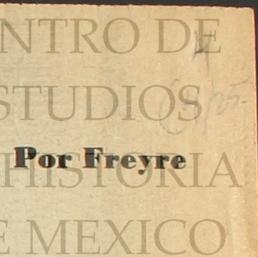 NTRO DE
STUDIOS
Por Freyre
HISTORIA
E MEXICO